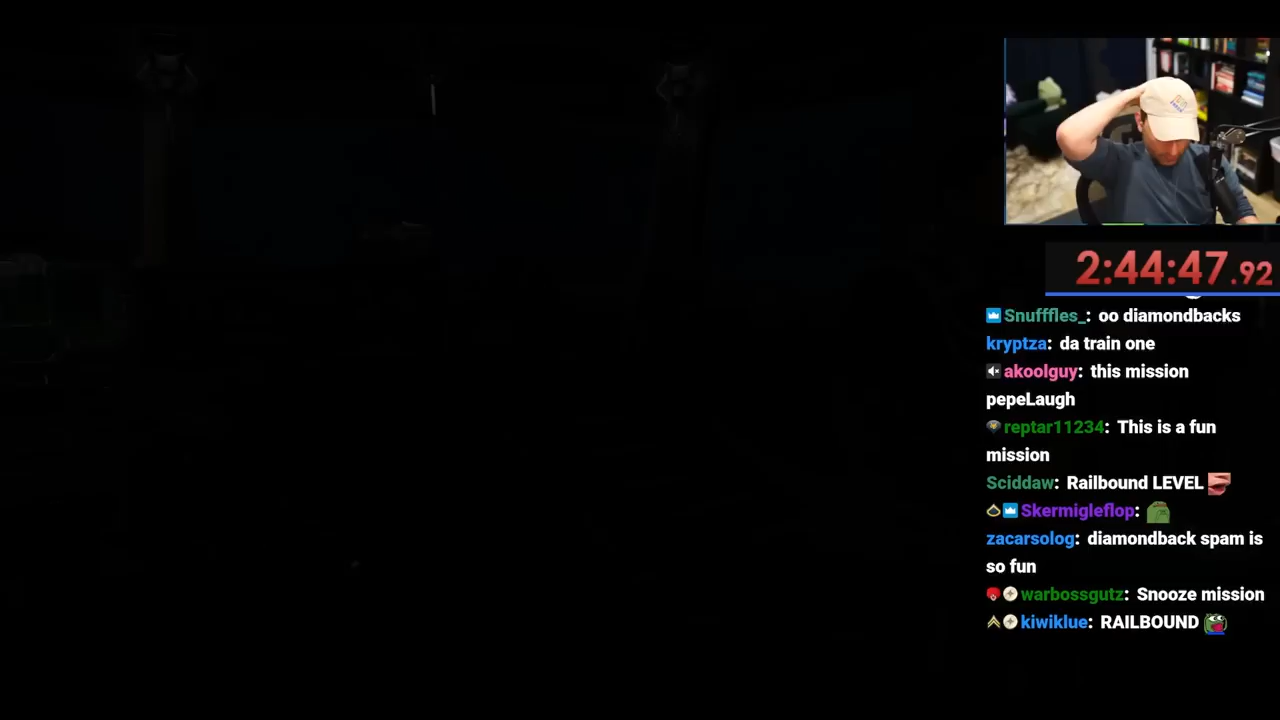 2:44:47.92
Snufffles_: oo diamondbacks
kryptza: da train one
akoolguy: this mission
pepeLaugh
reptar11234: This is a fun
mission
Sciddaw: Railbound LEVEL
Skermigleflop:
zacarsolog: diamondback spam is
so fun
warbossgutz: Snooze mission
kiwiklue: RAILBOUND